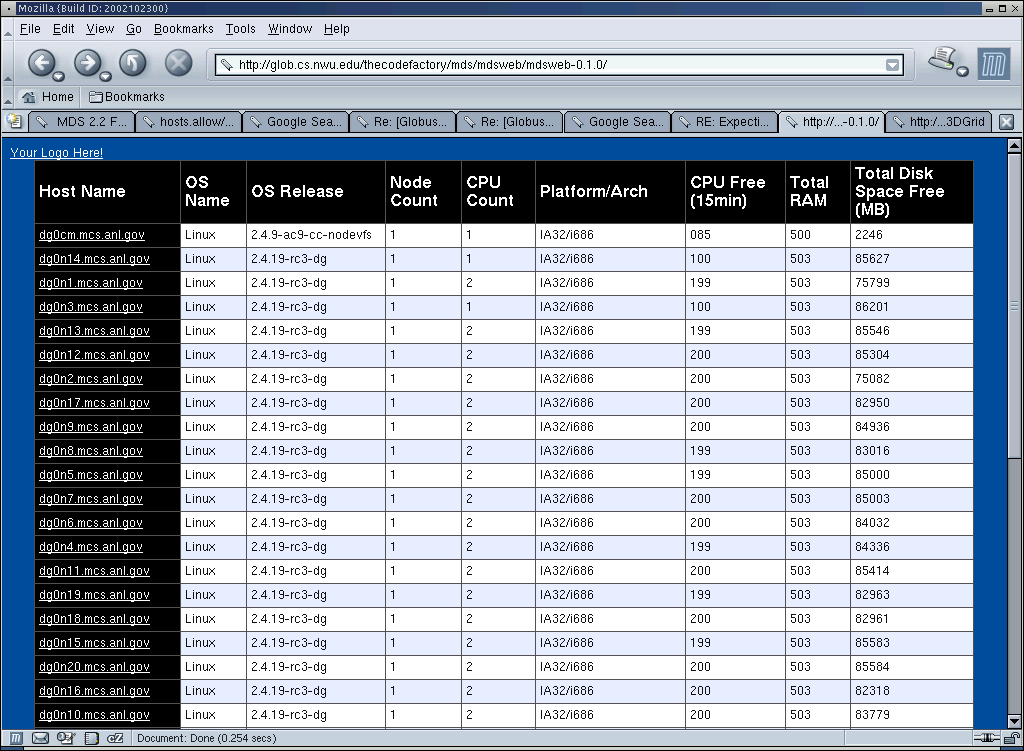 Mozilla {Build ID: 2002102300}
File Edit View Go Bookmarks Tools Window Help
http://glob.cs.nwu.edu/thecodefactory/mds/mdsweb/mdsweb-0.1.0/
Home Bookmarks
MDS 2.2 F... hosts.allow/... Google Sea... Re: [Globus... Re: [Globus... Google Sea... RE: Expecti... http://...-0.1.0/ http:/...3DGrid
Your Logo Here!
Host Name OS Name OS Release Node Count CPU Count Platform/Arch CPU Free (15min) Total RAM Total Disk Space Free (MB)
dg0cm.mcs.anl.gov Linux 2.4.9-ac9-cc-nodevfs 1 1 IA32/i686 085 500 2246
dg0n14.mcs.anl.gov Linux 2.4.19-rc3-dg 1 1 IA32/i686 100 503 85627
dg0n1.mcs.anl.gov Linux 2.4.19-rc3-dg 1 2 IA32/i686 199 503 75799
dg0n3.mcs.anl.gov Linux 2.4.19-rc3-dg 1 1 IA32/i686 100 503 86201
dg0n13.mcs.anl.gov Linux 2.4.19-rc3-dg 1 2 IA32/i686 199 503 85546
dg0n12.mcs.anl.gov Linux 2.4.19-rc3-dg 1 2 IA32/i686 200 503 85304
dg0n2.mcs.anl.gov Linux 2.4.19-rc3-dg 1 2 IA32/i686 200 503 75082
dg0n17.mcs.anl.gov Linux 2.4.19-rc3-dg 1 2 IA32/i686 200 503 82950
dg0n9.mcs.anl.gov Linux 2.4.19-rc3-dg 1 2 IA32/i686 200 503 84936
dg0n8.mcs.anl.gov Linux 2.4.19-rc3-dg 1 2 IA32/i686 199 503 83016
dg0n5.mcs.anl.gov Linux 2.4.19-rc3-dg 1 2 IA32/i686 199 503 85000
dg0n7.mcs.anl.gov Linux 2.4.19-rc3-dg 1 2 IA32/i686 200 503 85003
dg0n6.mcs.anl.gov Linux 2.4.19-rc3-dg 1 2 IA32/i686 200 503 84032
dg0n4.mcs.anl.gov Linux 2.4.19-rc3-dg 1 2 IA32/i686 199 503 84336
dg0n11.mcs.anl.gov Linux 2.4.19-rc3-dg 1 2 IA32/i686 200 503 85414
dg0n19.mcs.anl.gov Linux 2.4.19-rc3-dg 1 2 IA32/i686 199 503 82963
dg0n18.mcs.anl.gov Linux 2.4.19-rc3-dg 1 2 IA32/i686 200 503 82961
dg0n15.mcs.anl.gov Linux 2.4.19-rc3-dg 1 2 IA32/i686 199 503 85583
dg0n20.mcs.anl.gov Linux 2.4.19-rc3-dg 1 2 IA32/i686 200 503 85584
dg0n16.mcs.anl.gov Linux 2.4.19-rc3-dg 1 2 IA32/i686 200 503 82318
dg0n10.mcs.anl.gov Linux 2.4.19-rc3-dg 1 2 IA32/i686 200 503 83779
cZ Document: Done (0.254 secs)